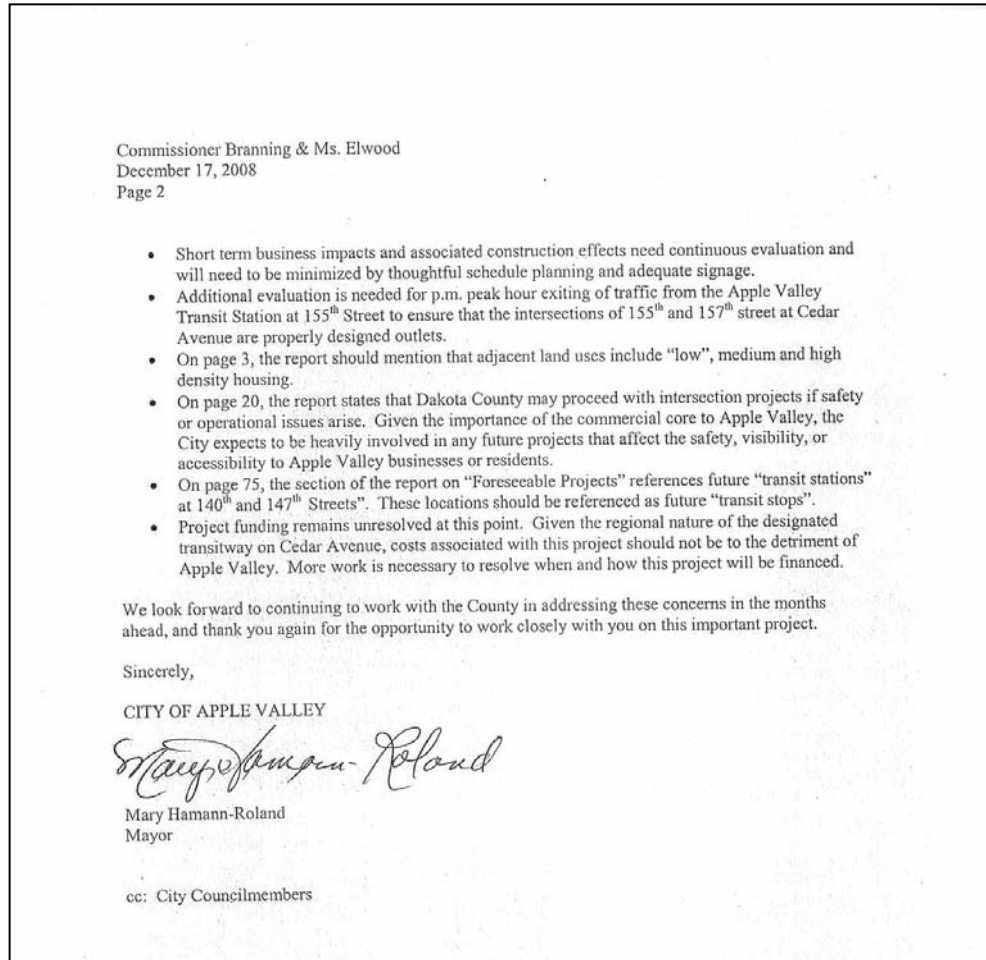 Commissioner Branning & Ms. Elwood
December 17, 2008
Page 2
• Short term business impacts and associated construction effects need continuous evaluation and
will need to be minimized by thoughtful schedule planning and adequate signage.
• Additional evaluation is needed for p.m. peak hour exiting of traffic from the Apple Valley
Transit Station at 155th Street to ensure that the intersections of 155th and 157th street at Cedar
Avenue are properly designed outlets.
• On page 3, the report should mention that adjacent land uses include “low”, medium and high
density housing.
• On page 20, the report states that Dakota County may proceed with intersection projects if safety
or operational issues arise. Given the importance of the commercial core to Apple Valley, the
City expects to be heavily involved in any future projects that affect the safety, visibility, or
accessibility to Apple Valley businesses or residents.
• On page 75, the section of the report on “Foreseeable Projects” references future “transit stations”
at 140th and 147th Streets”. These locations should be referenced as future “transit stops”.
• Project funding remains unresolved at this point. Given the regional nature of the designated
transitway on Cedar Avenue, costs associated with this project should not be to the detriment of
Apple Valley. More work is necessary to resolve when and how this project will be financed.
We look forward to continuing to work with the County in addressing these concerns in the months
ahead, and thank you again for the opportunity to work closely with you on this important project.
Sincerely,
CITY OF APPLE VALLEY
Mary Hamann-Roland
Mary Hamann-Roland
Mayor
cc: City Councilmembers